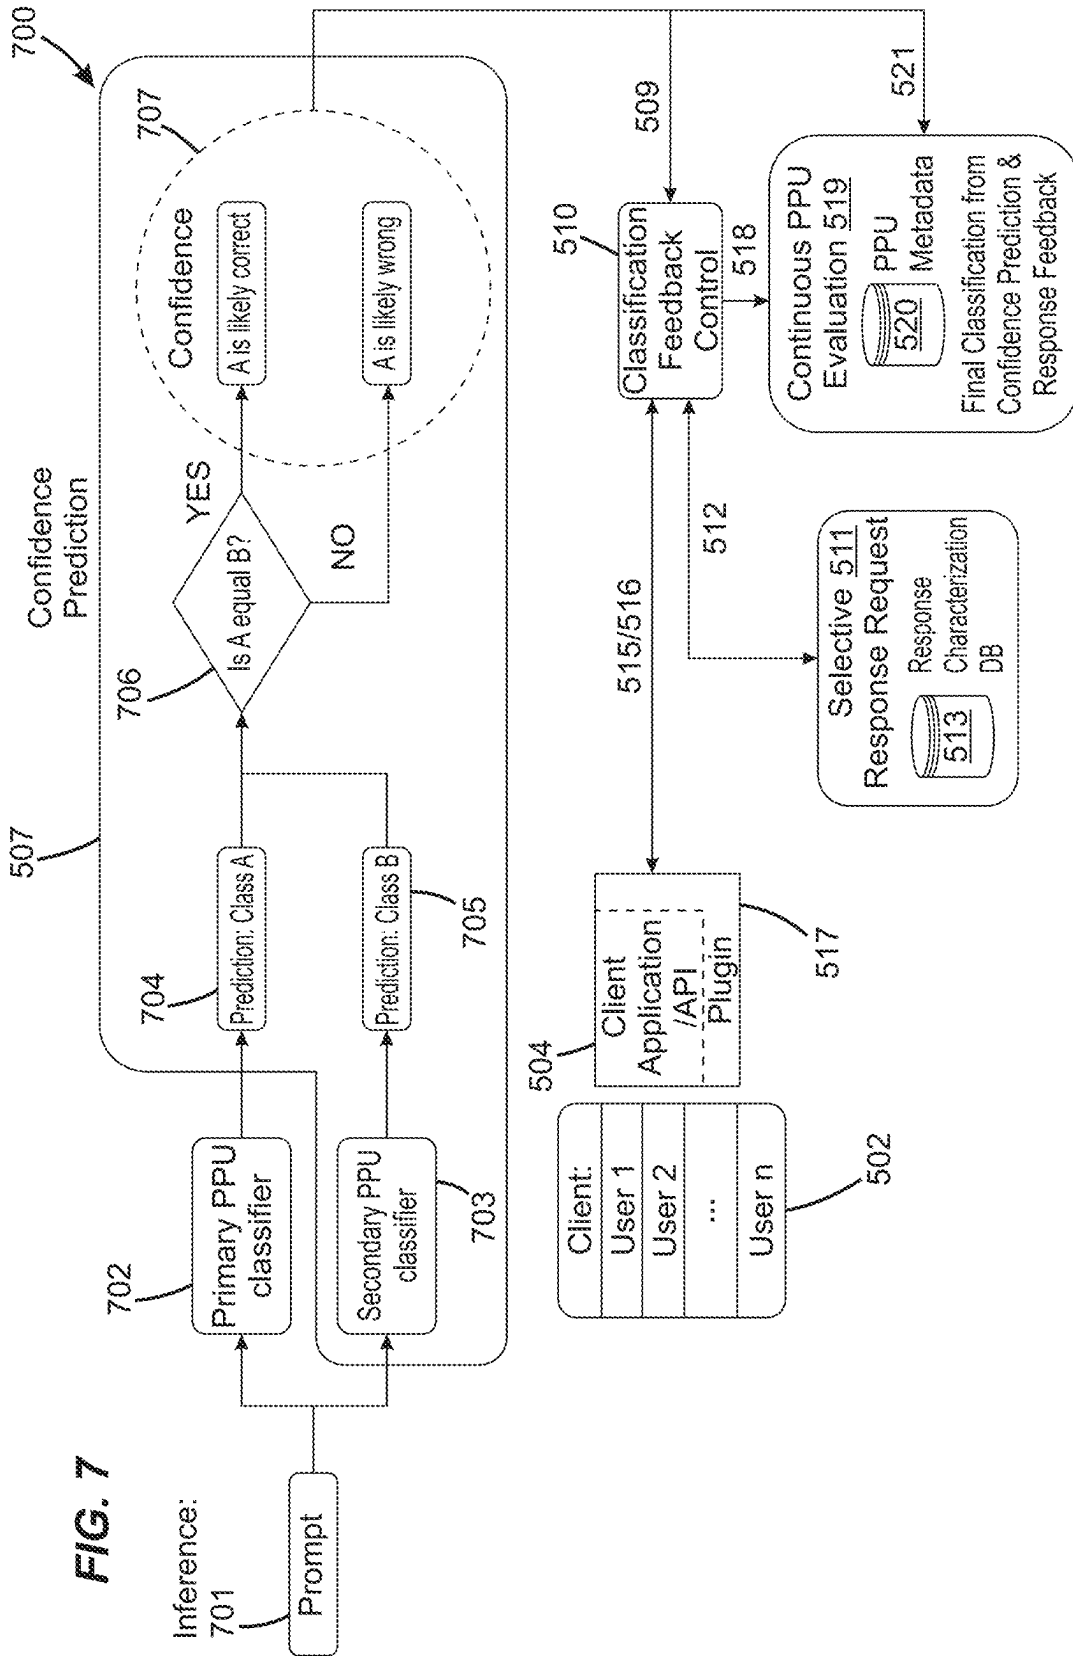 FIG. 7
700
Confidence
Prediction
507
Inference:
701
Prompt
702
Primary PPU
classifier
Secondary PPU
classifier
703
704
Prediction: Class A
Prediction: Class B
705
706
Is A equal B?
YES
NO
707
Confidence
A is likely correct
A is likely wrong
Client:
User 1
User 2
...
User n
502
504
Client
Application
/API
Plugin
517
515/516
512
510
Classification
Feedback
Control
509
518
521
Selective 511
Response Request
513
Response
Characterization
DB
Continuous PPU
Evaluation 519
520
PPU
Metadata
Final Classification from
Confidence Prediction &
Response Feedback